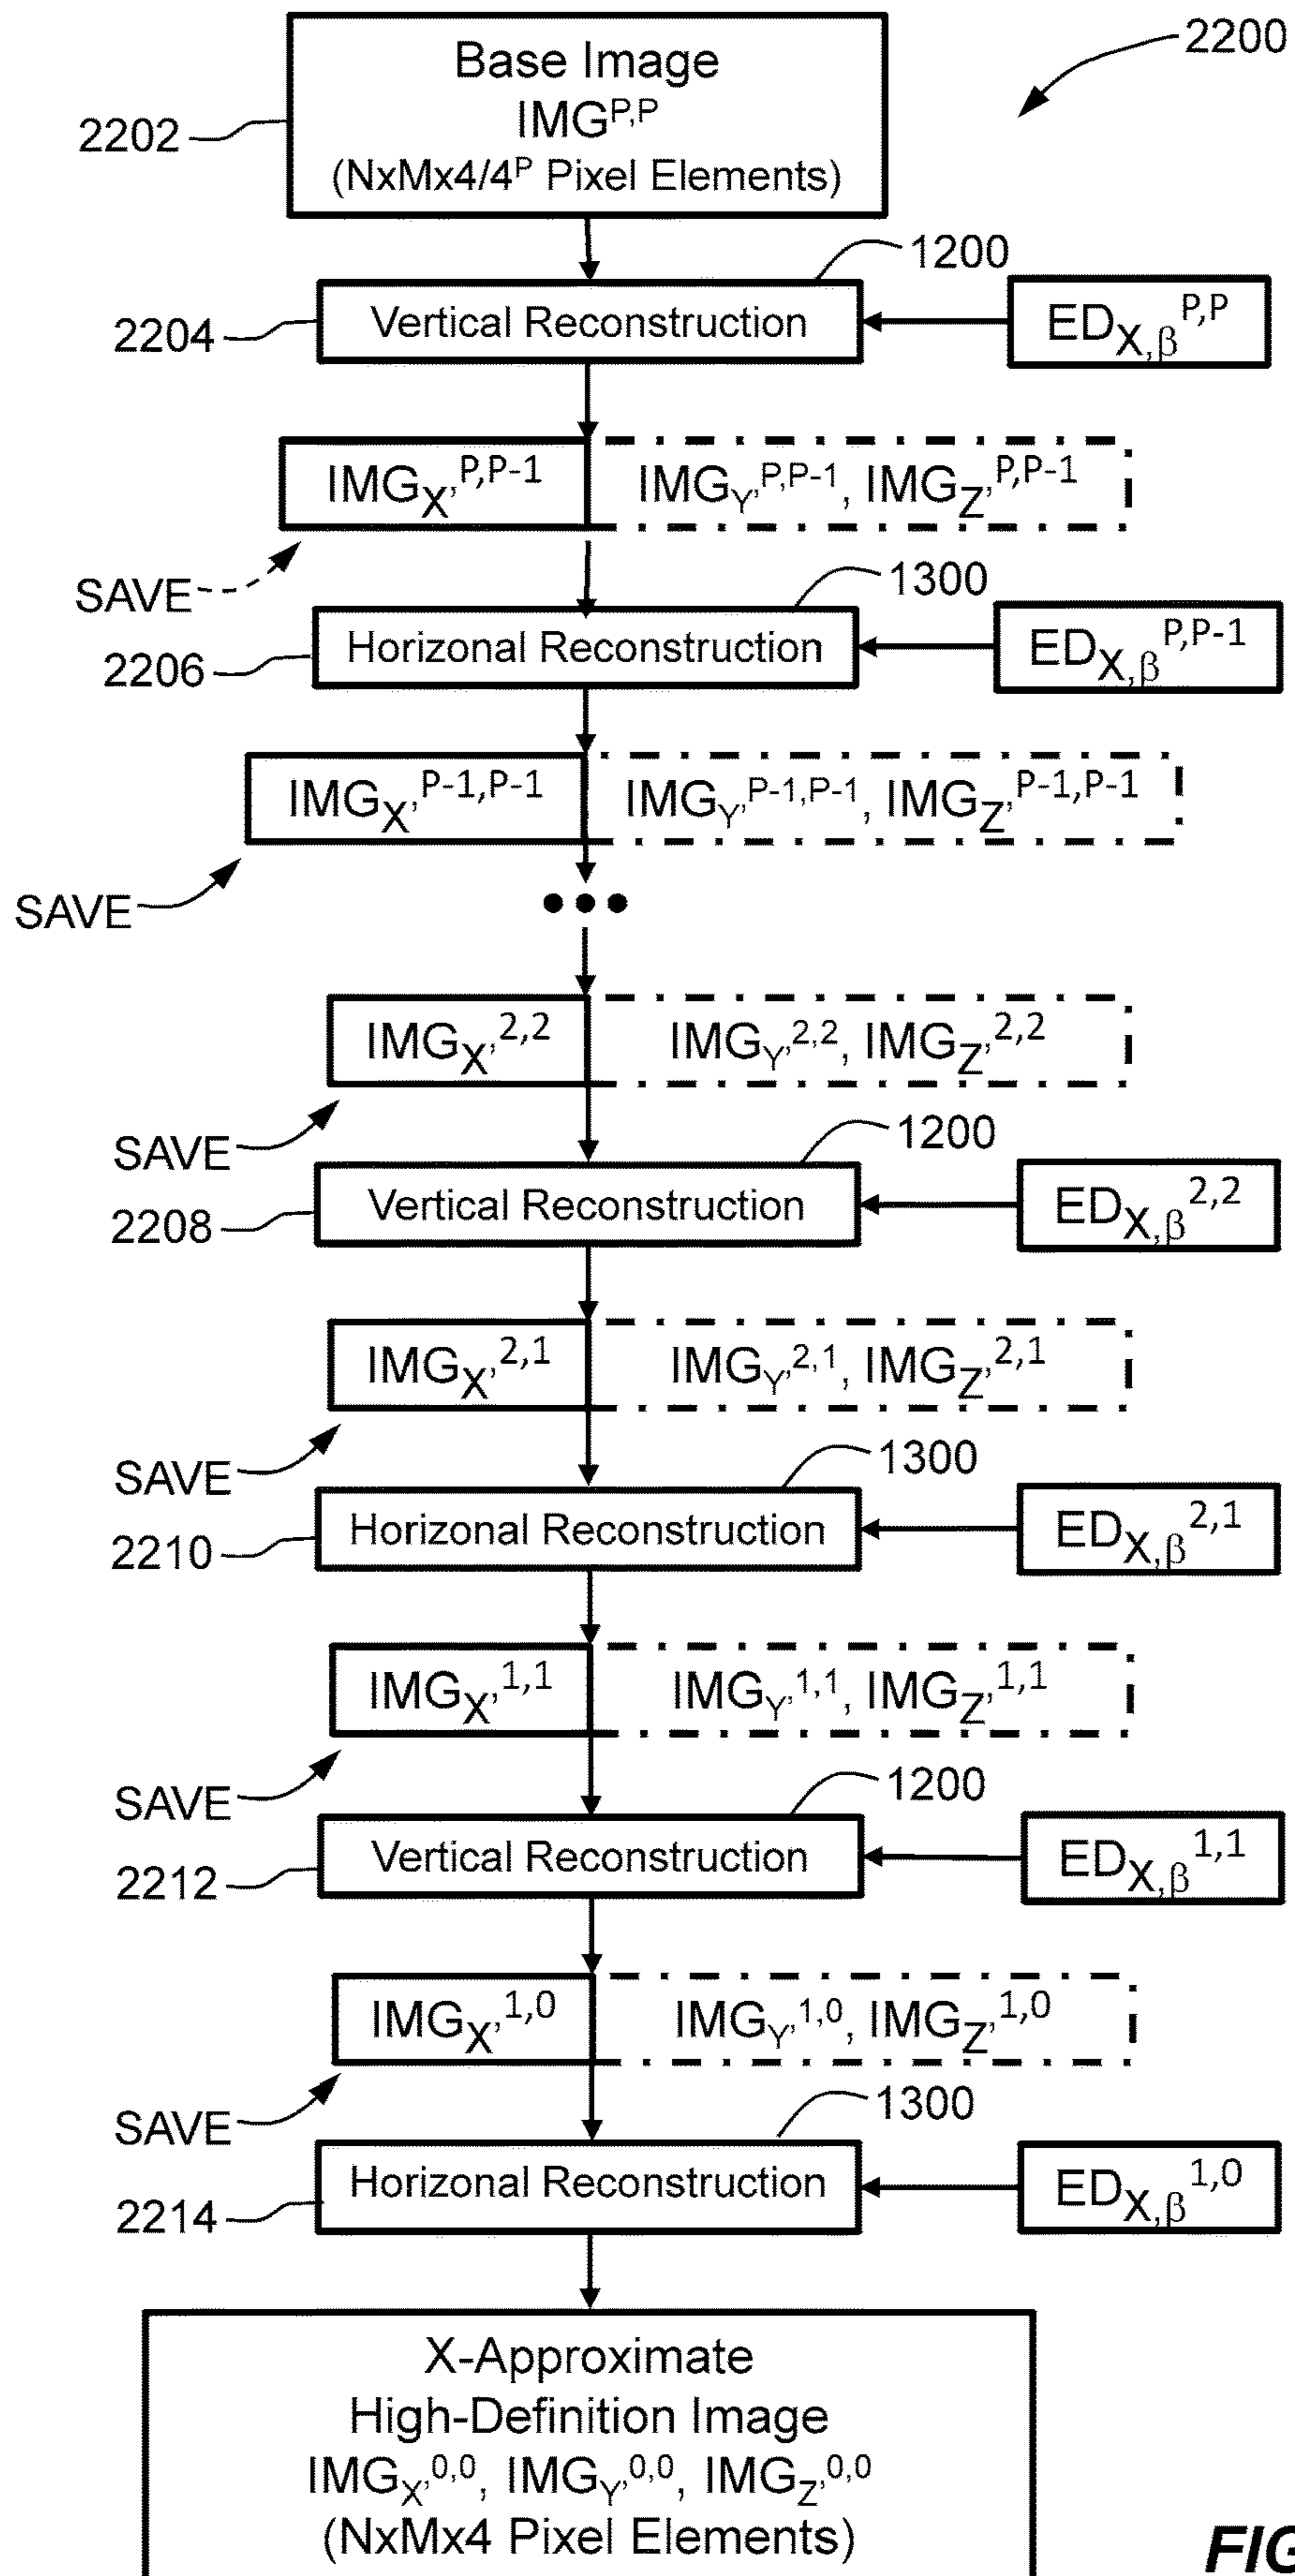 2200
Base Image
IMG^P,P
(NxMx4/4^P Pixel Elements)
2202
1200
2204
Vertical Reconstruction
ED_X,β^P,P
IMG_X'^P,P-1
IMG_Y'^P,P-1, IMG_Z'^P,P-1
SAVE
1300
2206
Horizonal Reconstruction
ED_X,β^P,P-1
IMG_X'^P-1,P-1
IMG_Y'^P-1,P-1, IMG_Z'^P-1,P-1
SAVE
•••
IMG_X'^2,2
IMG_Y'^2,2, IMG_Z'^2,2
SAVE
1200
2208
Vertical Reconstruction
ED_X,β^2,2
IMG_X'^2,1
IMG_Y'^2,1, IMG_Z'^2,1
SAVE
1300
2210
Horizonal Reconstruction
ED_X,β^2,1
IMG_X'^1,1
IMG_Y'^1,1, IMG_Z'^1,1
SAVE
1200
2212
Vertical Reconstruction
ED_X,β^1,1
IMG_X'^1,0
IMG_Y'^1,0, IMG_Z'^1,0
SAVE
1300
2214
Horizonal Reconstruction
ED_X,β^1,0
X-Approximate
High-Definition Image
IMG_X'^0,0, IMG_Y'^0,0, IMG_Z'^0,0
(NxMx4 Pixel Elements)
FIG